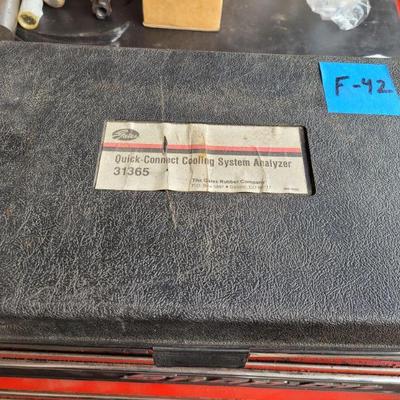 F-42
Gates
Quick-Connect Cooling System Analyzer
31365
The Gates Rubber Company